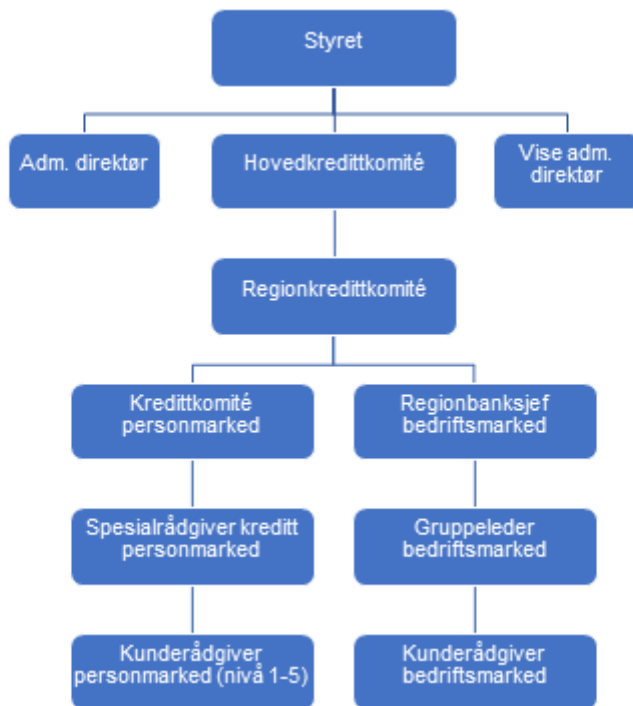 Styret
Adm. direktør
Hovedkredittkomité
Vise adm.
direktør
Regionkredittkomité
Kredittkomité
personmarked
Regionbanksjef
bedriftsmarked
Spesialrådgiver kreditt
personmarked
Gruppeleder
bedriftsmarked
Kunderådgiver
personmarked (nivå 1-5)
Kunderådgiver
bedriftsmarked